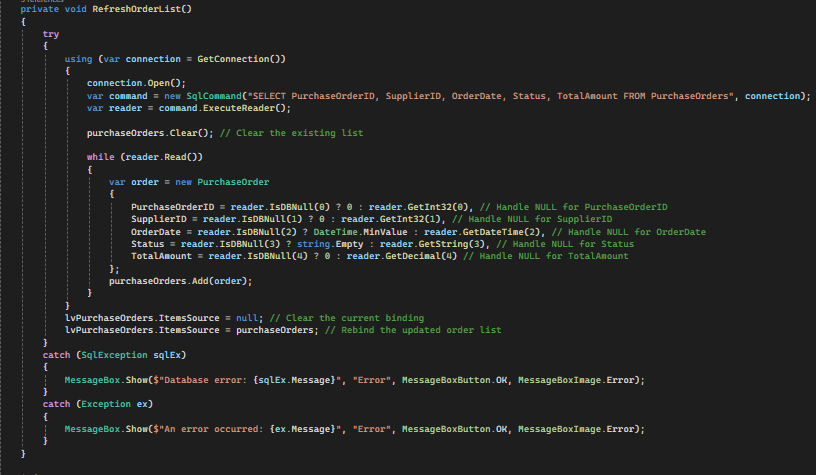 private void RefreshOrderList()
{
    try
    {
        using (var connection = GetConnection())
        {
            connection.Open();
            var command = new SqlCommand("SELECT PurchaseOrderID, SupplierID, OrderDate, Status, TotalAmount FROM PurchaseOrders", connection);
            var reader = command.ExecuteReader();

            purchaseOrders.Clear(); // Clear the existing list

            while (reader.Read())
            {
                var order = new PurchaseOrder
                {
                    PurchaseOrderID = reader.IsDBNull(0) ? 0 : reader.GetInt32(0), // Handle NULL for PurchaseOrderID
                    SupplierID = reader.IsDBNull(1) ? 0 : reader.GetInt32(1), // Handle NULL for SupplierID
                    OrderDate = reader.IsDBNull(2) ? DateTime.MinValue : reader.GetDateTime(2), // Handle NULL for OrderDate
                    Status = reader.IsDBNull(3) ? string.Empty : reader.GetString(3), // Handle NULL for Status
                    TotalAmount = reader.IsDBNull(4) ? 0 : reader.GetDecimal(4) // Handle NULL for TotalAmount
                };
                purchaseOrders.Add(order);
            }
        }
        lvPurchaseOrders.ItemsSource = null; // Clear the current binding
        lvPurchaseOrders.ItemsSource = purchaseOrders; // Rebind the updated order list
    }
    catch (SqlException sqlEx)
    {
        MessageBox.Show($"Database error: {sqlEx.Message}", "Error", MessageBoxButton.OK, MessageBoxImage.Error);
    }
    catch (Exception ex)
    {
        MessageBox.Show($"An error occurred: {ex.Message}", "Error", MessageBoxButton.OK, MessageBoxImage.Error);
    }
}